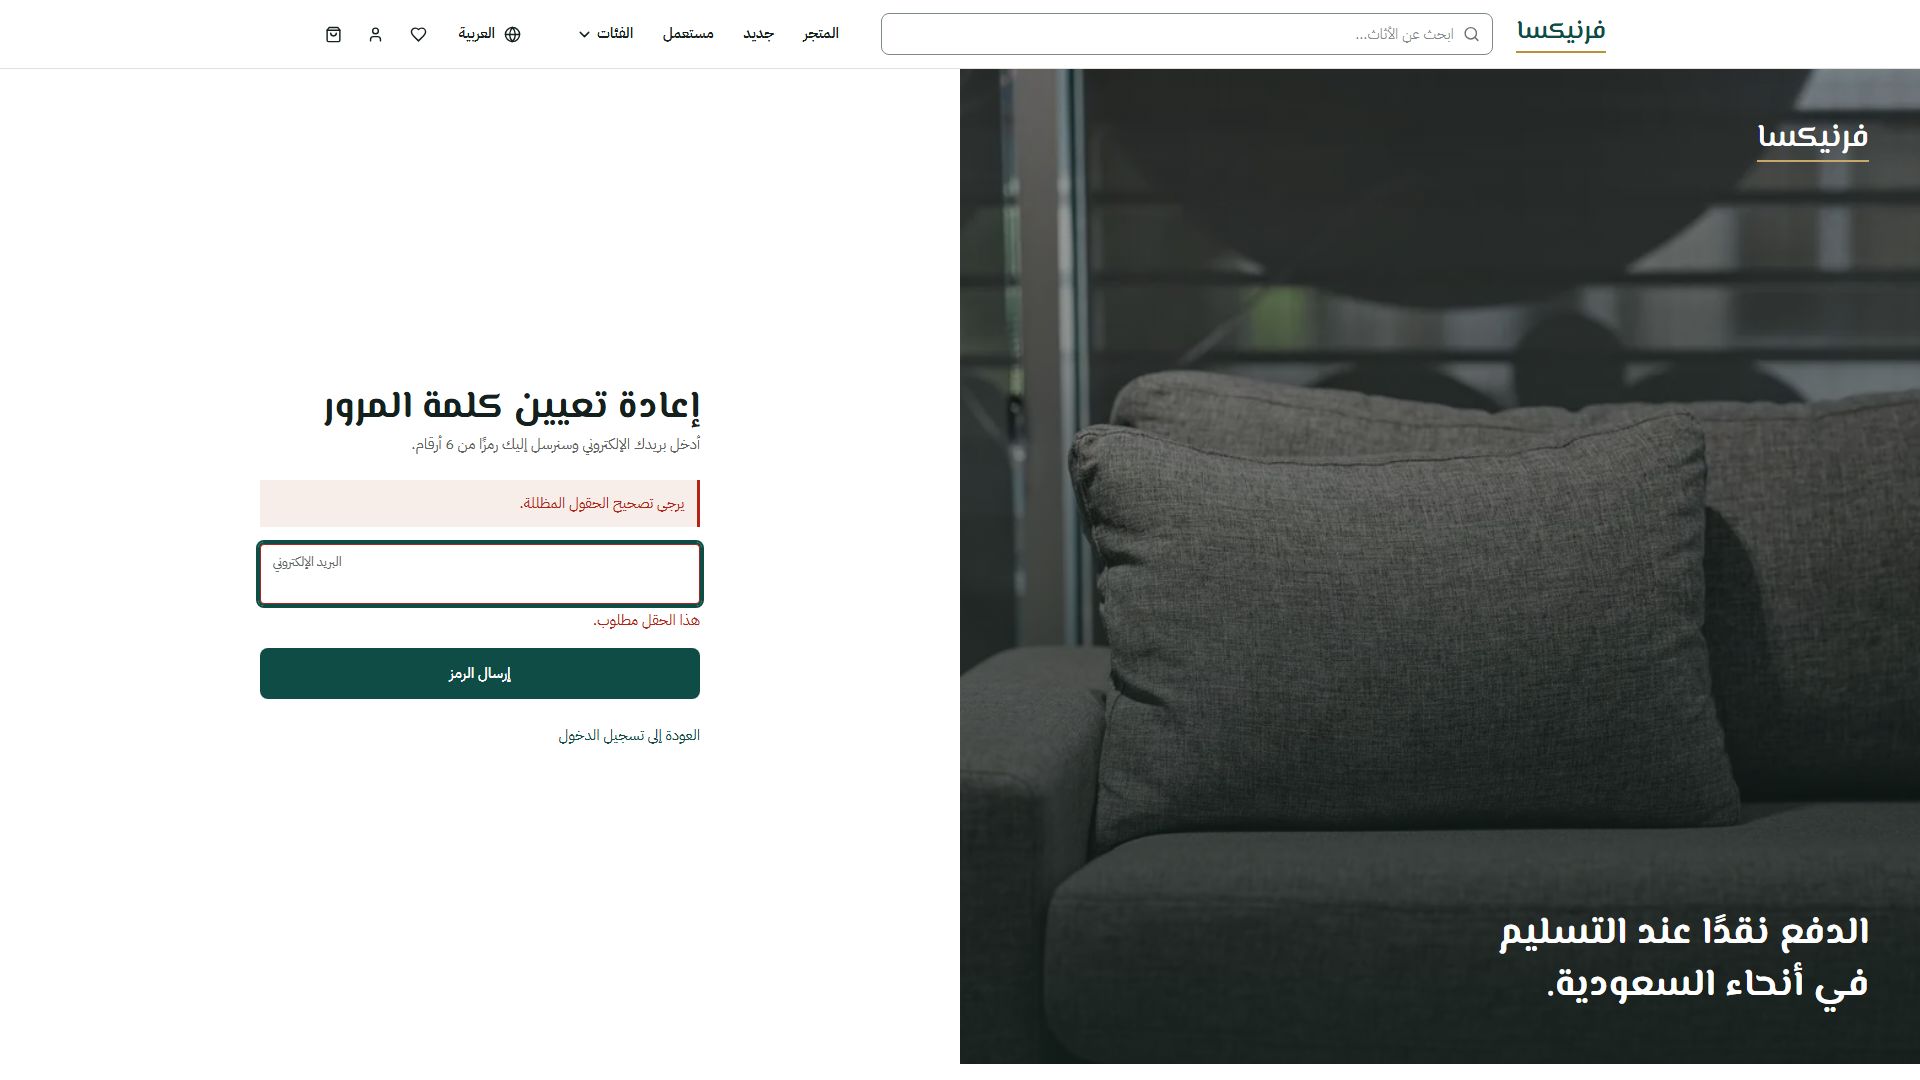 فرنيكسا
ابحث عن الأثاث...
المتجر
جديد
مستعمل
الفئات
العربية
فرنيكسا
الدفع نقدًا عند التسليم
في أنحاء السعودية.
إعادة تعيين كلمة المرور
أدخل بريدك الإلكتروني وسنرسل إليك رمزًا من 6 أرقام.
يرجى تصحيح الحقول المظللة.
البريد الإلكتروني
هذا الحقل مطلوب.
إرسال الرمز
العودة إلى تسجيل الدخول